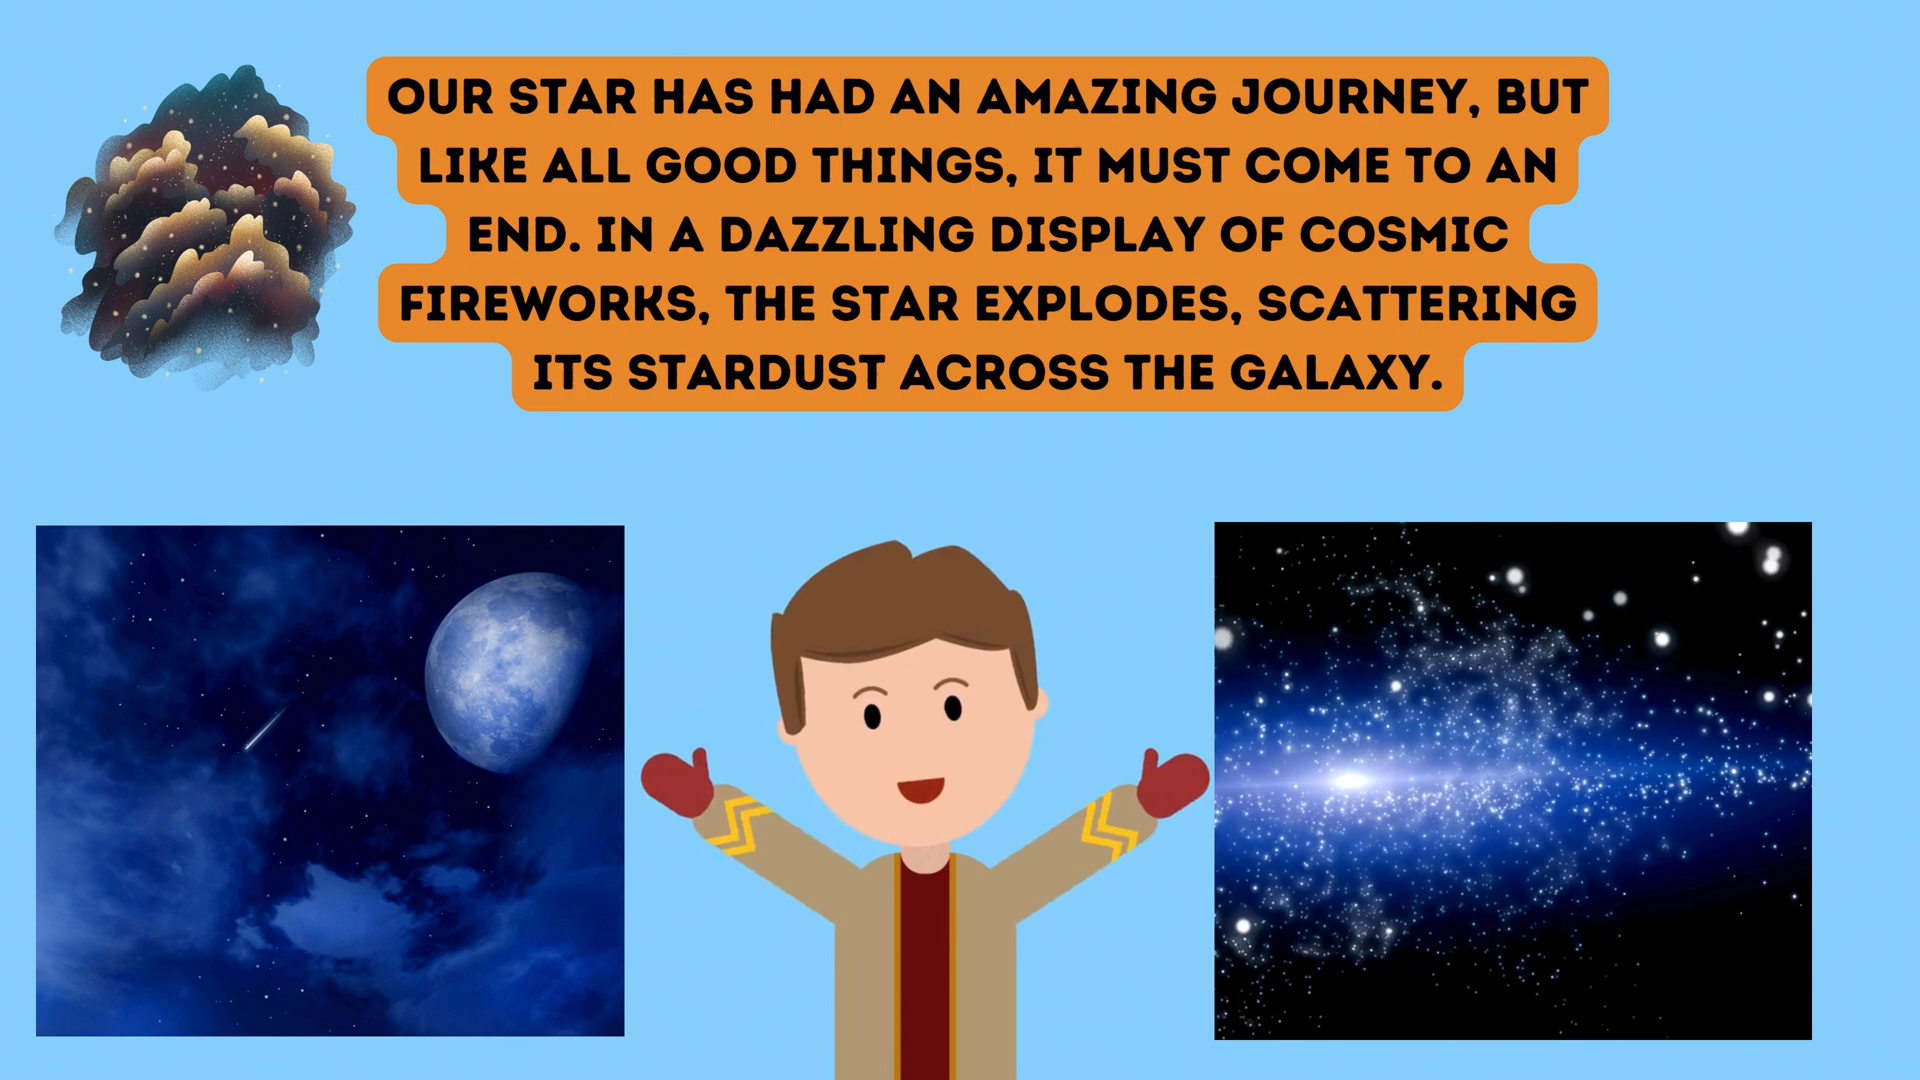 OUR STAR HAS HAD AN AMAZING JOURNEY, BUT
LIKE ALL GOOD THINGS, IT MUST COME TO AN
END. IN A DAZZLING DISPLAY OF COSMIC
FIREWORKS, THE STAR EXPLODES, SCATTERING
ITS STARDUST ACROSS THE GALAXY.